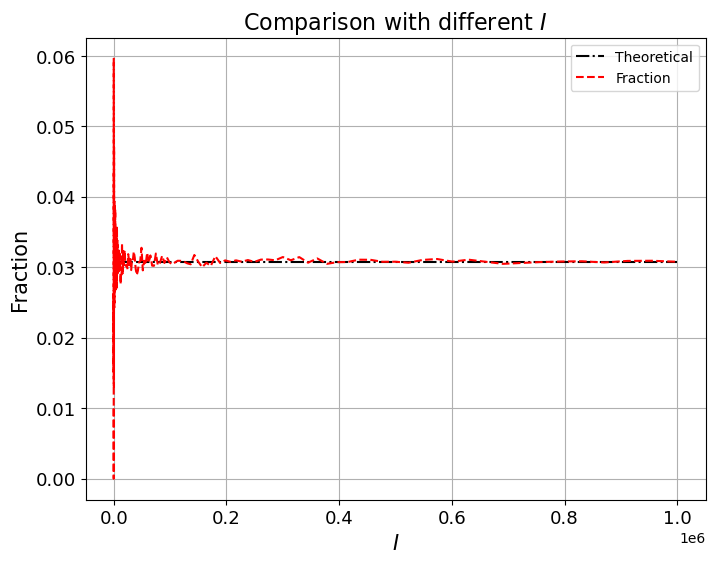 Comparison with different I
Theoretical
Fraction
Fraction
0.06
0.05
0.04
0.03
0.02
0.01
0.00
0.0 0.2 0.4 0.6 0.8 1.0
1e6
I